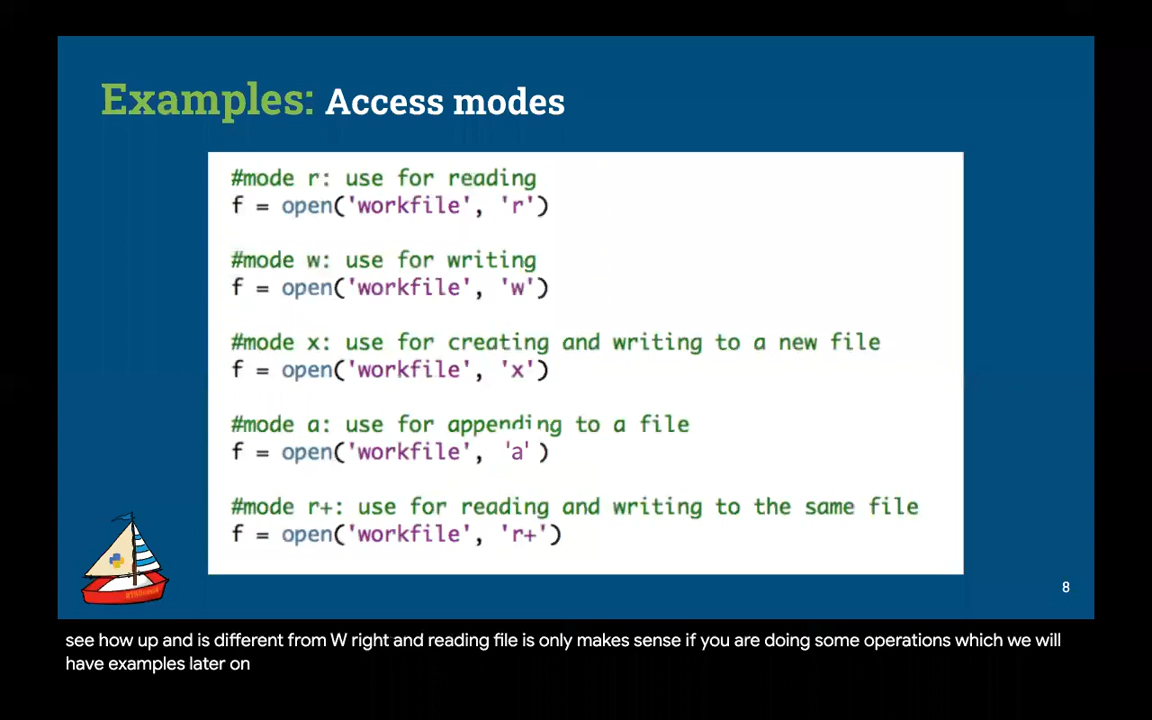 Examples: Access modes
#mode r: use for reading
f = open('workfile', 'r')
#mode w: use for writing
f = open('workfile', 'w')
#mode x: use for creating and writing to a new file
f = open('workfile', 'x')
#mode a: use for appending to a file
f = open('workfile', 'a' )
#mode r+: use for reading and writing to the same file
f = open('workfile', 'r+')
8
see how up and is different from W right and reading file is only makes sense if you are doing some operations which we will
have examples later on